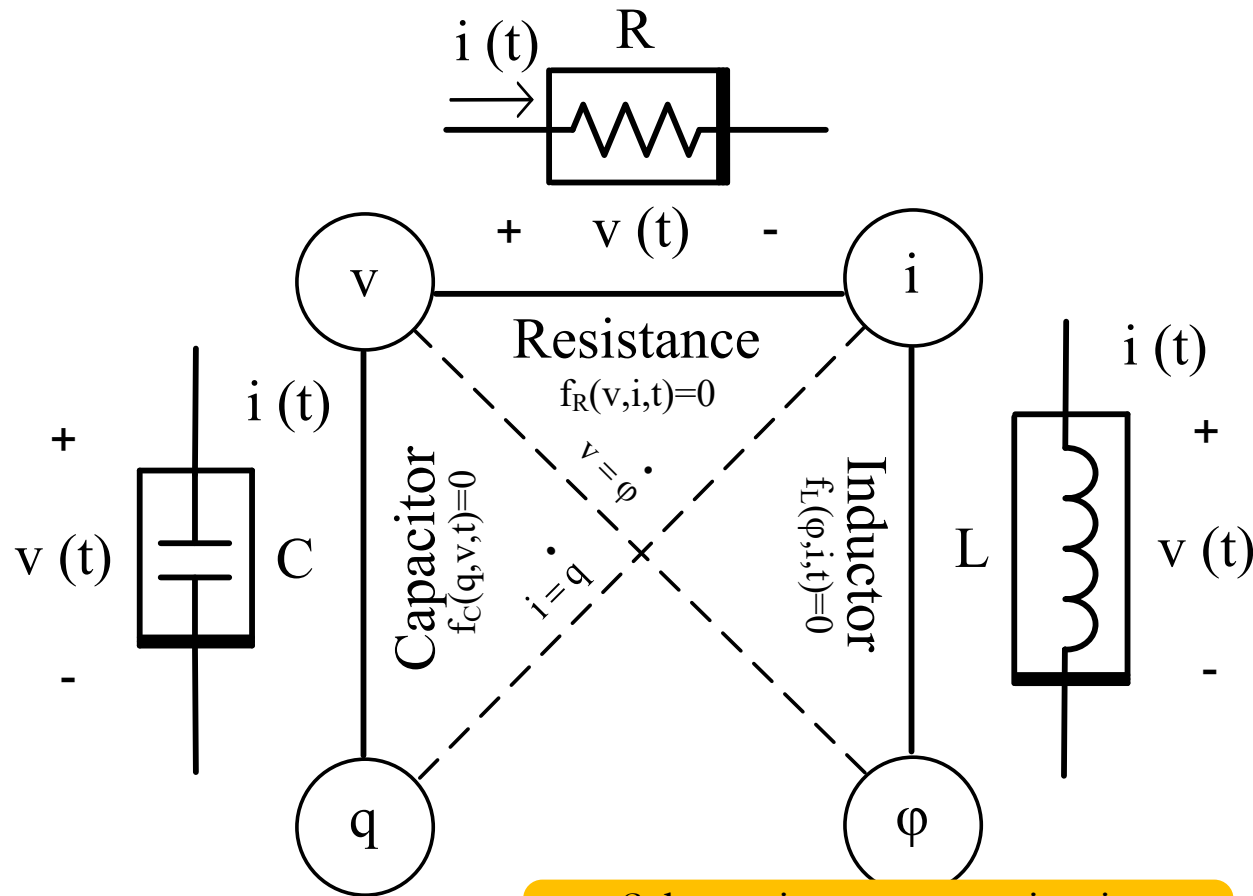 R
i (t)
+ v (t) -
v
i
Resistance
f_R(v,i,t)=0
i (t)
i (t)
+
v (t)
-
C
Capacitor
f_C(q,v,t)=0
v=φ̇
i=q̇
Inductor
f_L(φ,i,t)=0
L
+
v (t)
-
q
φ